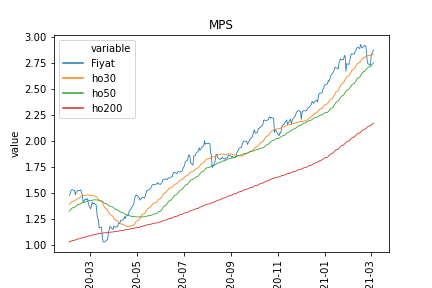 MPS
value
3.00
2.75
2.50
2.25
2.00
1.75
1.50
1.25
1.00
variable
Fiyat
ho30
ho50
ho200
20-03
20-05
20-07
20-09
20-11
21-01
21-03